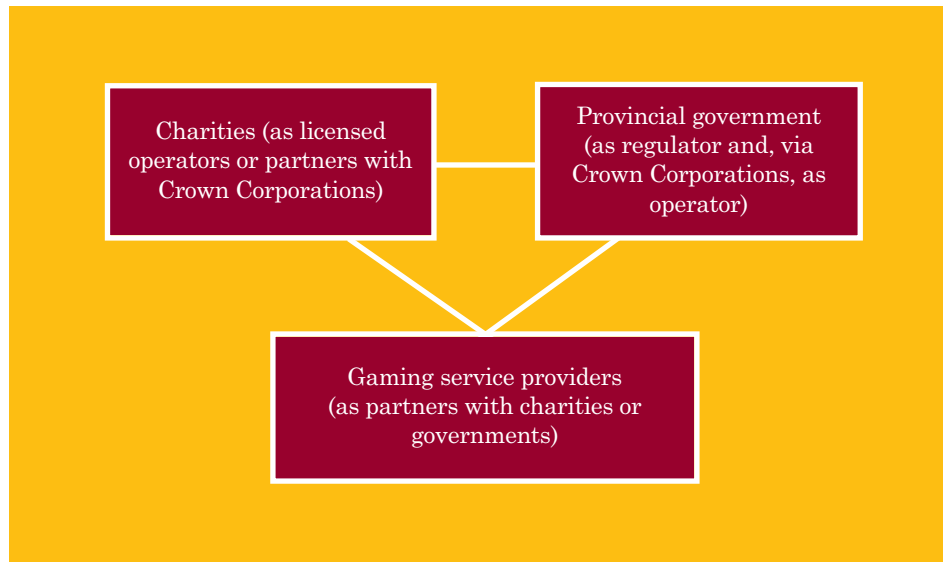 Charities (as licensed
operators or partners with
Crown Corporations)
Provincial government
(as regulator and, via
Crown Corporations, as
operator)
Gaming service providers
(as partners with charities or
governments)